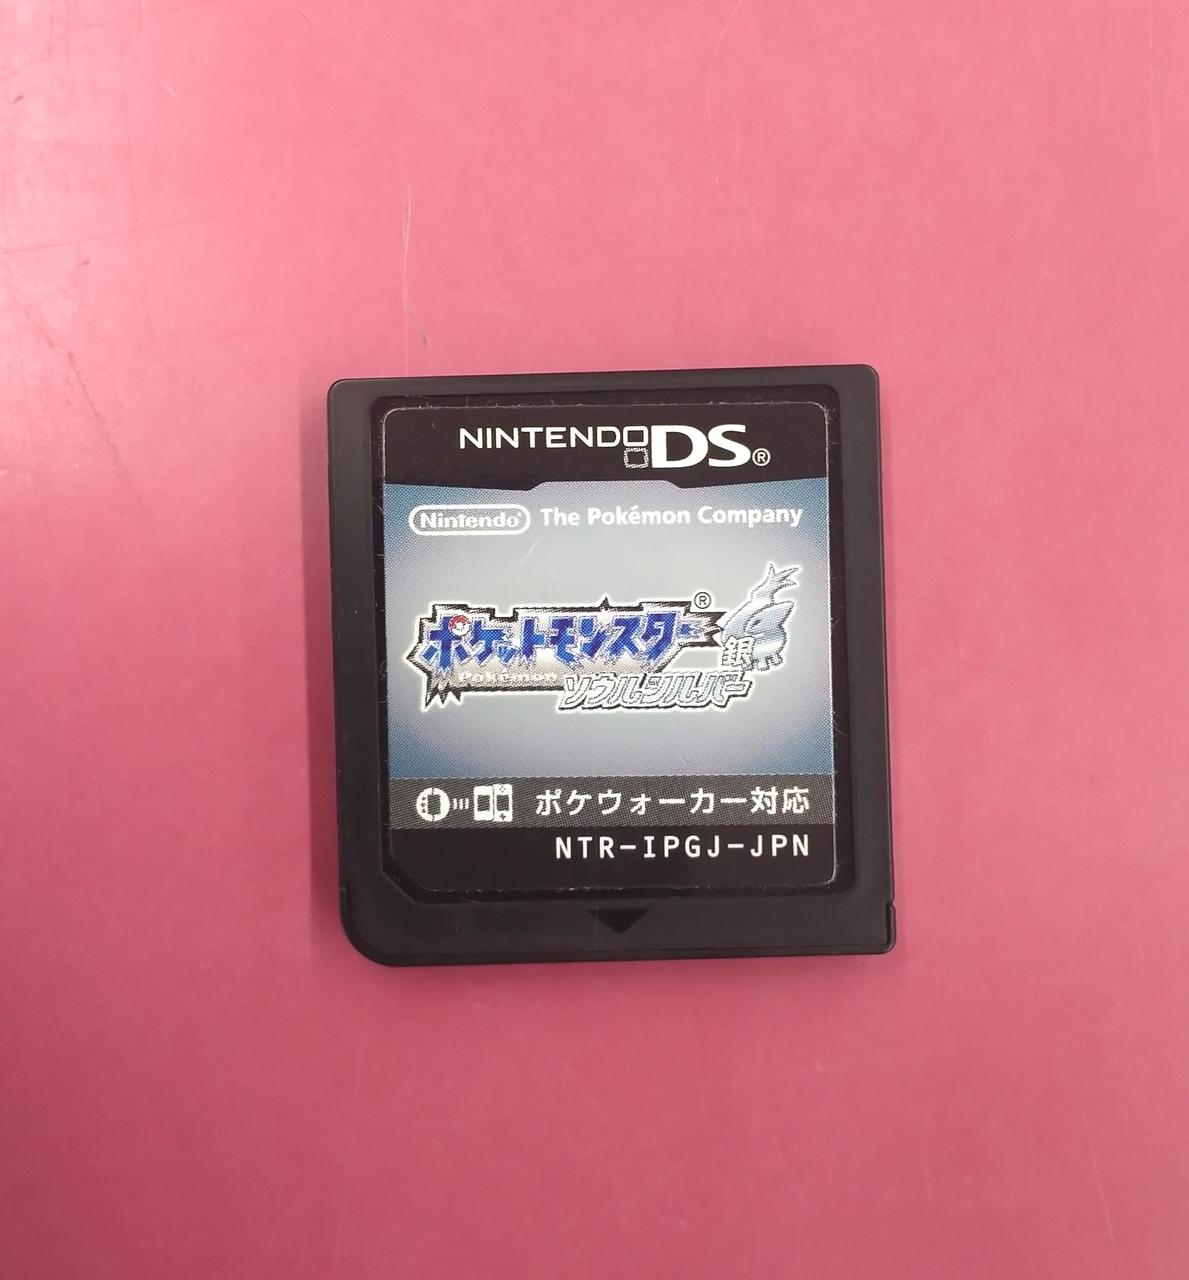 NINTENDO DS®
Nintendo® The Pokémon Company
ポケットモンスター®
銀
Pokémon
ソウルシルバー
ポケウォーカー対応
NTR-IPGJ-JPN